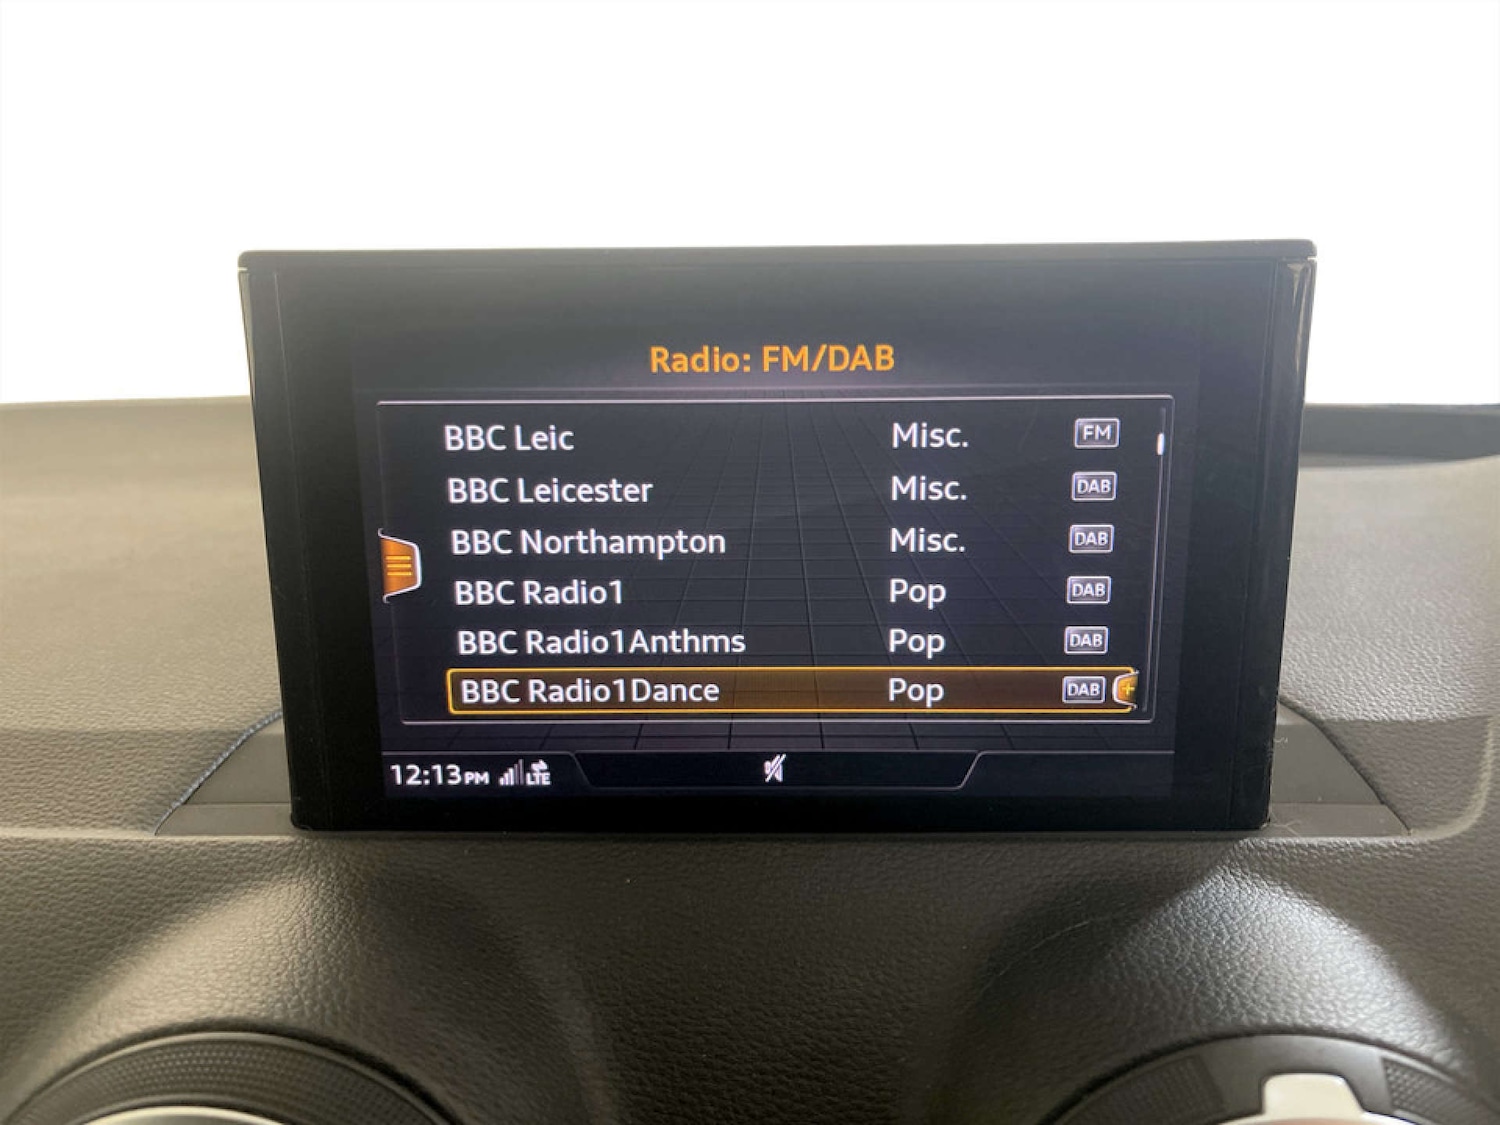 Radio: FM/DAB
BBC Leic Misc. FM
BBC Leicester Misc. DAB
BBC Northampton Misc. DAB
BBC Radio1 Pop DAB
BBC Radio1Anthms Pop DAB
BBC Radio1Dance Pop DAB +
12:13PM LTE